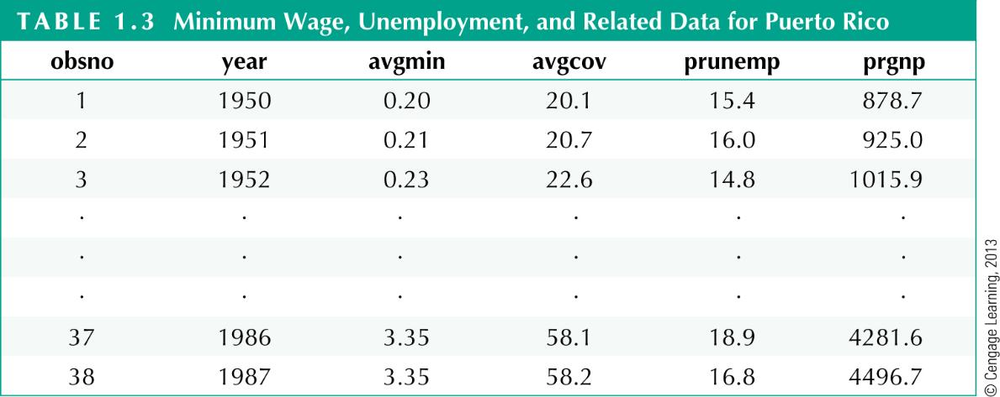 TABLE 1.3 Minimum Wage, Unemployment, and Related Data for Puerto Rico
obsno year avgmin avgcov prunemp prgnp
1 1950 0.20 20.1 15.4 878.7
2 1951 0.21 20.7 16.0 925.0
3 1952 0.23 22.6 14.8 1015.9
. . . . . .
. . . . . .
. . . . . .
37 1986 3.35 58.1 18.9 4281.6
38 1987 3.35 58.2 16.8 4496.7
© Cengage Learning, 2013